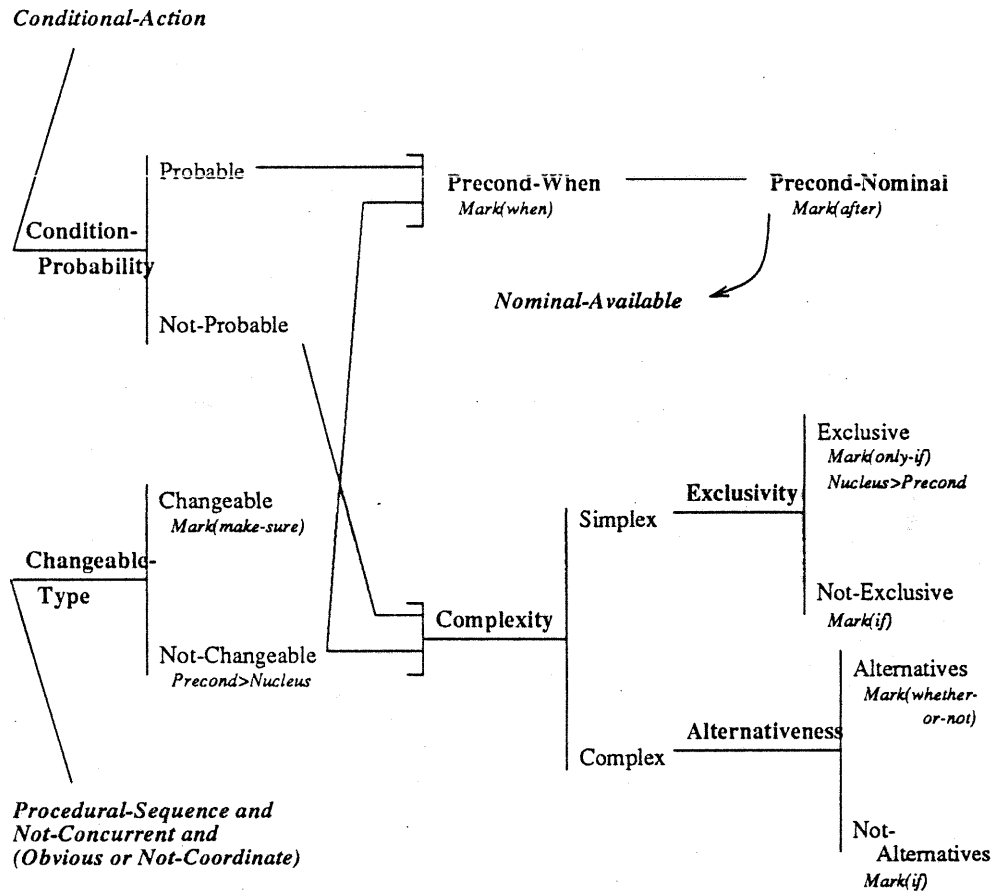 Conditional-Action
Probable
Precond-When
Mark(when)
Precond-Nominal
Mark(after)
Condition-
Probability
Nominal-Available
Not-Probable
Exclusive
Mark(only-if)
Nucleus>Precond
Changeable
Mark(make-sure)
Exclusivity
Simplex
Changeable-
Type
Not-Exclusive
Mark(if)
Complexity
Not-Changeable
Precond>Nucleus
Alternatives
Mark(whether-
or-not)
Alternativeness
Complex
Procedural-Sequence and
Not-Concurrent and
(Obvious or Not-Coordinate)
Not-
Alternatives
Mark(if)